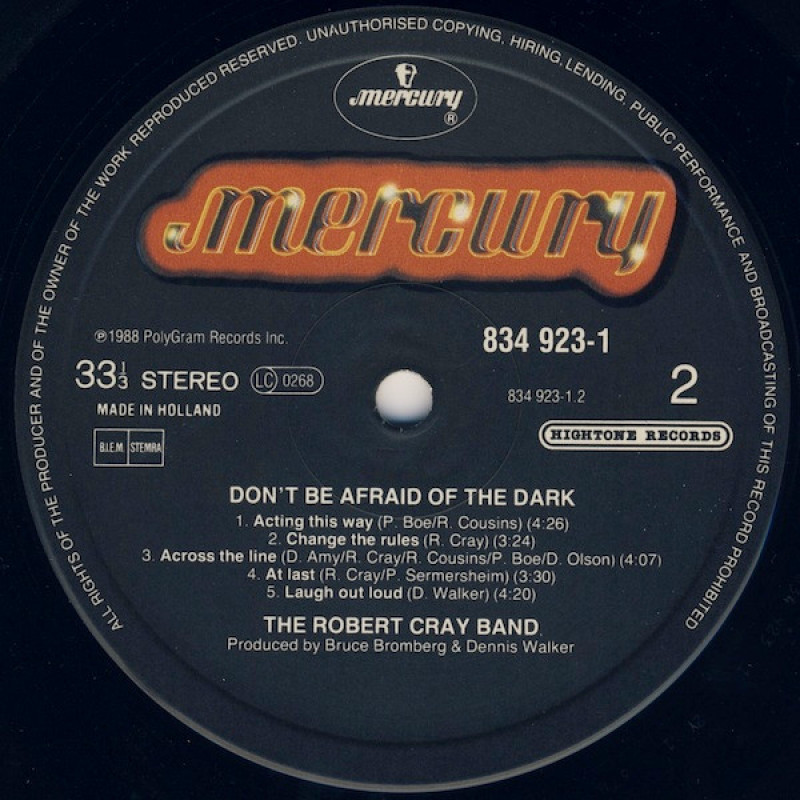 ALL RIGHTS OF THE PRODUCER AND OF THE OWNER OF THE WORK REPRODUCED RESERVED. UNAUTHORISED COPYING, HIRING, LENDING, PUBLIC PERFORMANCE AND BROADCASTING OF THIS RECORD PROHIBITED
mercury
®
mercury
℗1988 PolyGram Records Inc.
834 923-1
33⅓ STEREO LC 0268
834 923-1.2
2
MADE IN HOLLAND
B.I.E.M. STEMRA
HIGHTONE RECORDS
DON'T BE AFRAID OF THE DARK
1. Acting this way (P. Boe/R. Cousins) (4:26)
2. Change the rules (R. Cray) (3:24)
3. Across the line (D. Amy/R. Cray/R. Cousins/P. Boe/D. Olson) (4:07)
4. At last (R. Cray/P. Sermersheim) (3:30)
5. Laugh out loud (D. Walker) (4:20)
THE ROBERT CRAY BAND
Produced by Bruce Bromberg & Dennis Walker